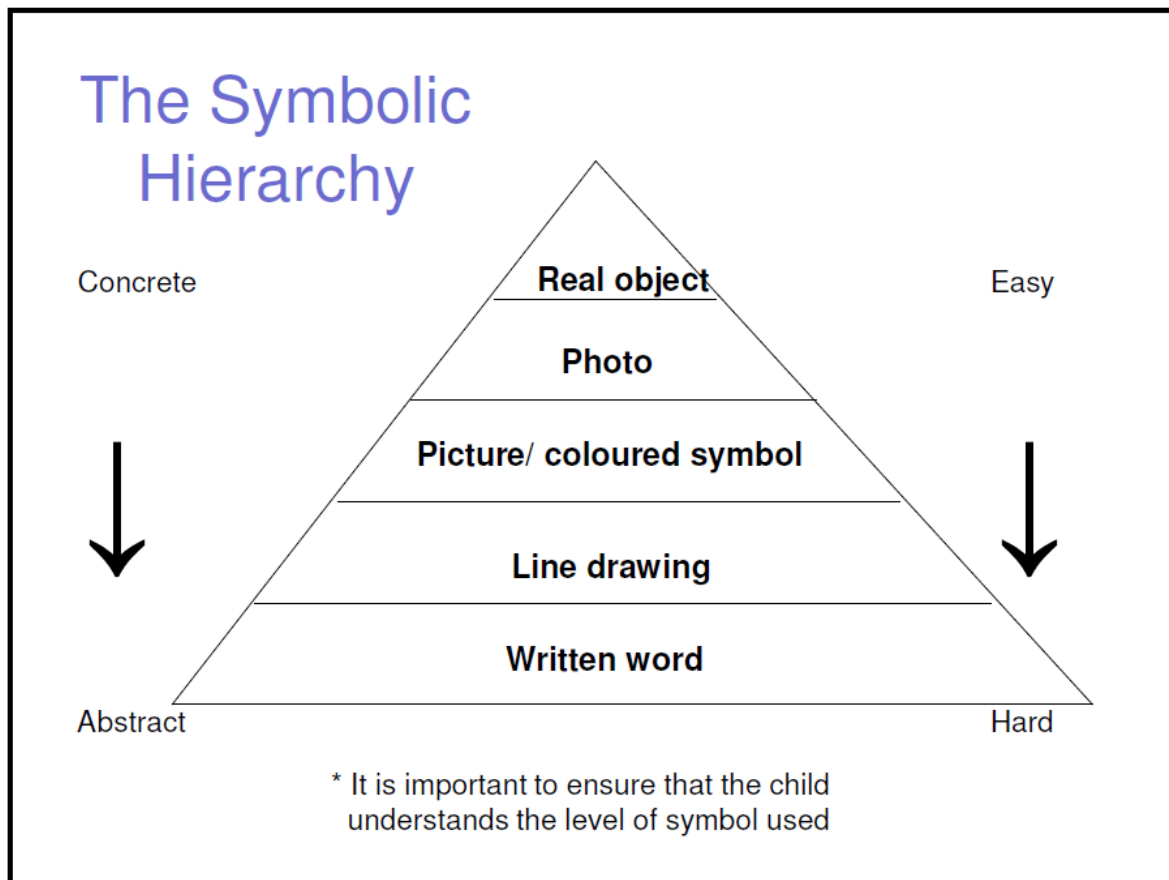 The Symbolic
Hierarchy
Concrete
Real object
Easy
Photo
Picture/ coloured symbol
Line drawing
Written word
Abstract
Hard
* It is important to ensure that the child
understands the level of symbol used